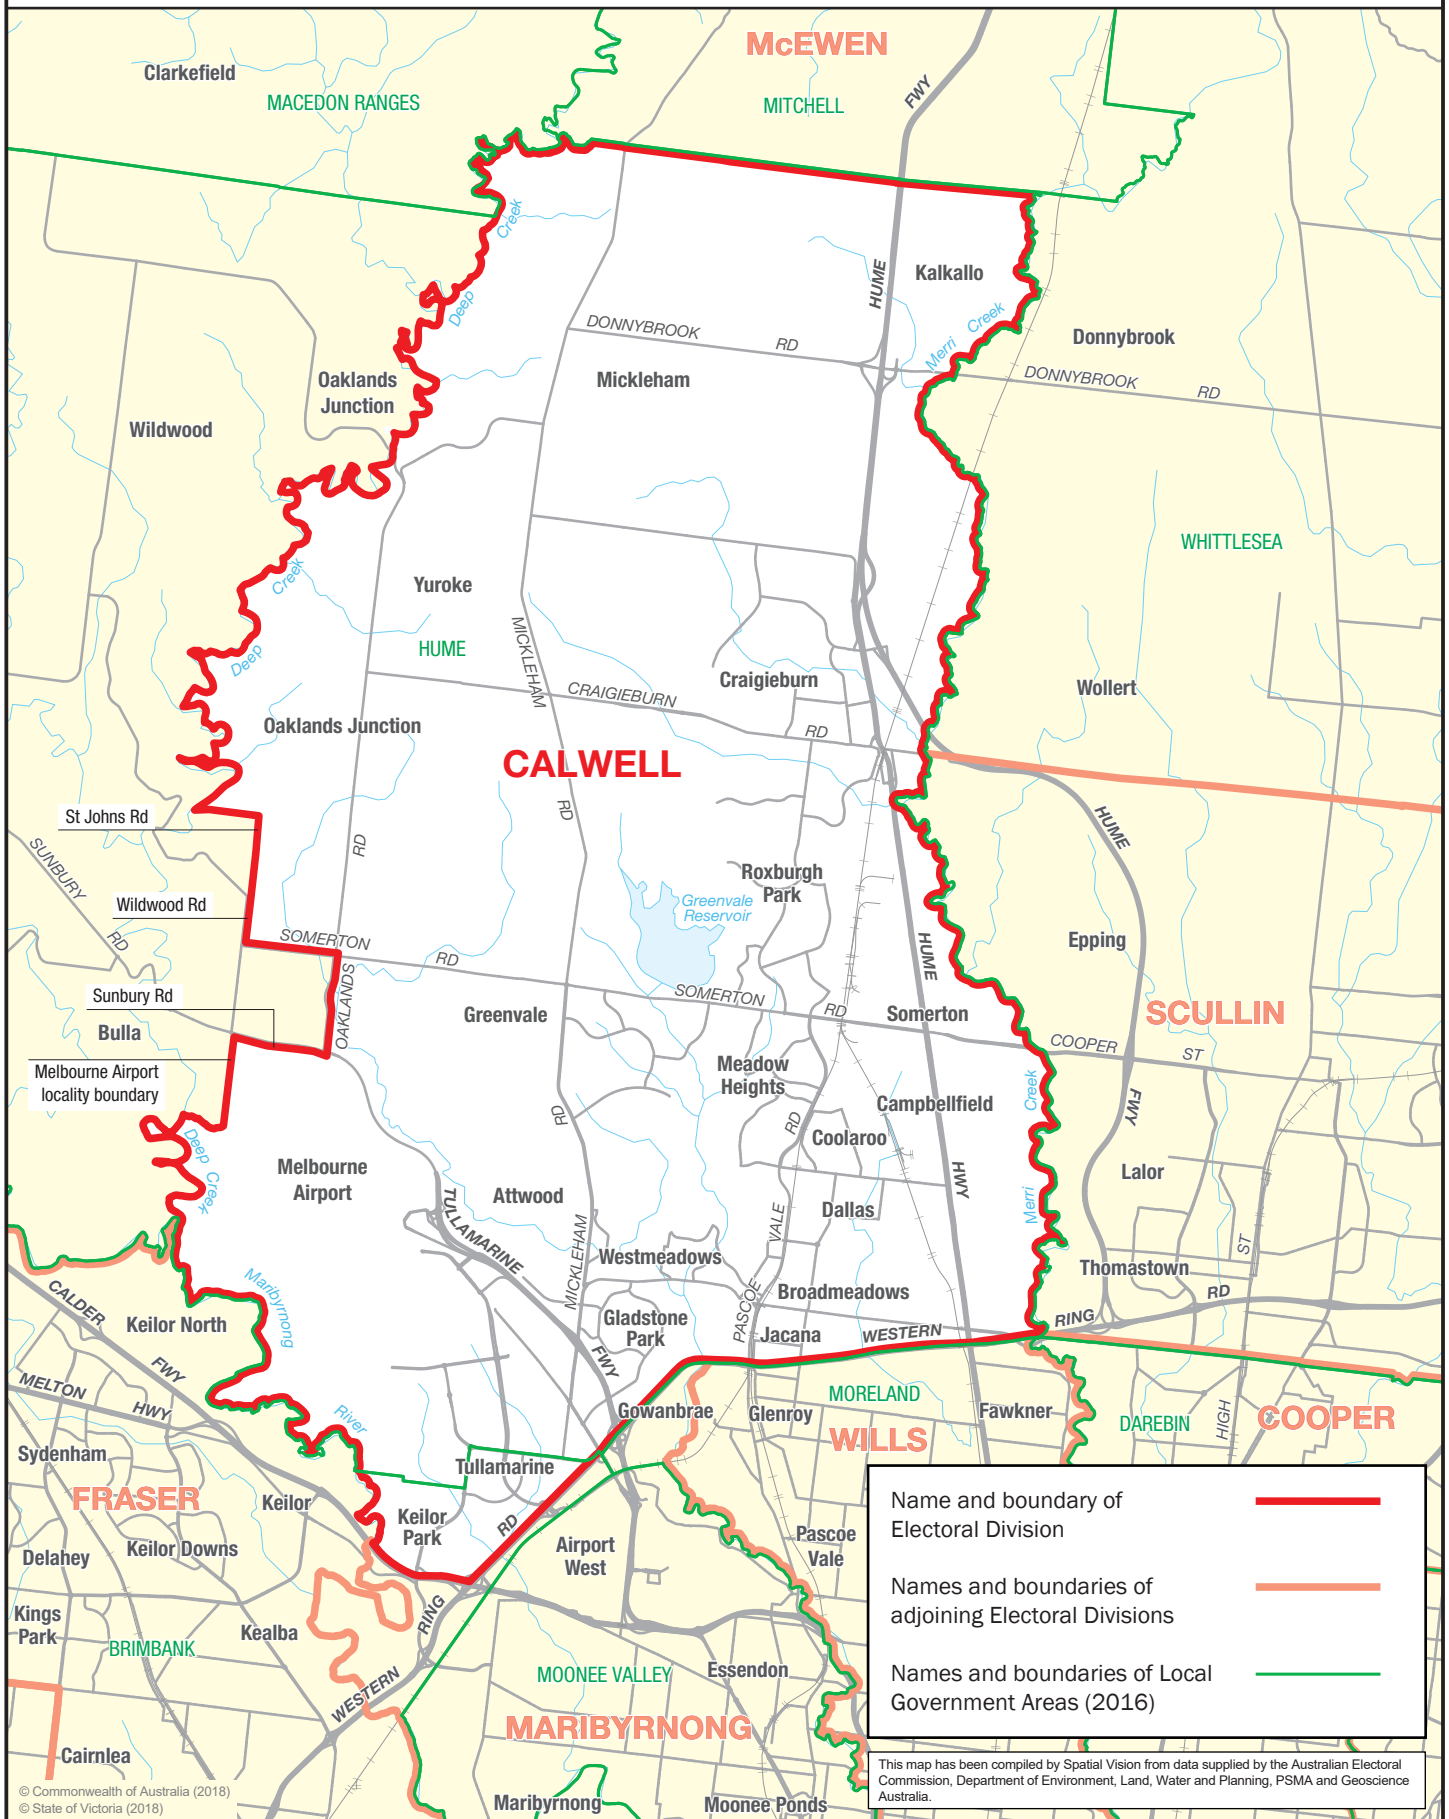 McEWEN
Clarkefield
MACEDON RANGES
MITCHELL
FWY
Creek
Deep
HUME
Kalkallo
Merri Creek
Donnybrook
DONNYBROOK RD
DONNYBROOK RD
Mickleham
Oaklands
Junction
Wildwood
WHITTLESEA
Creek
Deep
Yuroke
HUME
MICKLEHAM
RD
CRAIGIEBURN
RD
Craigieburn
Wollert
Oaklands Junction
CALWELL
St Johns Rd
SUNBURY
RD
RD
HUME
Roxburgh
Park
Greenvale
Reservoir
Wildwood Rd
SOMERTON
RD
HUME
Epping
Sunbury Rd
OAKLANDS
SOMERTON
RD
Greenvale
Somerton
SCULLIN
Bulla
COOPER ST
Melbourne Airport
locality boundary
Meadow
Heights
Creek
Campbellfield
FWY
RD
RD
Coolaroo
Deep Creek
Melbourne
Airport
Attwood
HWY
Lalor
Merri
Dallas
TULLAMARINE
VALE
MICKLEHAM
Westmeadows
ST
Thomastown
Maribyrnong
CALDER
Broadmeadows
RD
Keilor North
Gladstone
Park
PASCOE
Jacana
WESTERN
RING
FWY
FWY
MELTON
HWY
River
Gowanbrae
Glenroy
MORELAND
Fawkner
DAREBIN
HIGH
COOPER
WILLS
Sydenham
Tullamarine
FRASER
Keilor
Keilor
Park
RD
Airport
West
Pascoe
Vale
Delahey
Keilor Downs
Kings
Park
Kealba
RING
BRIMBANK
MOONEE VALLEY
Essendon
WESTERN
MARIBYRNONG
Cairnlea
Maribyrnong
Moonee Ponds
Name and boundary of
Electoral Division
Names and boundaries of
adjoining Electoral Divisions
Names and boundaries of Local
Government Areas (2016)
This map has been compiled by Spatial Vision from data supplied by the Australian Electoral
Commission, Department of Environment, Land, Water and Planning, PSMA and Geoscience
Australia.
© Commonwealth of Australia (2018)
© State of Victoria (2018)